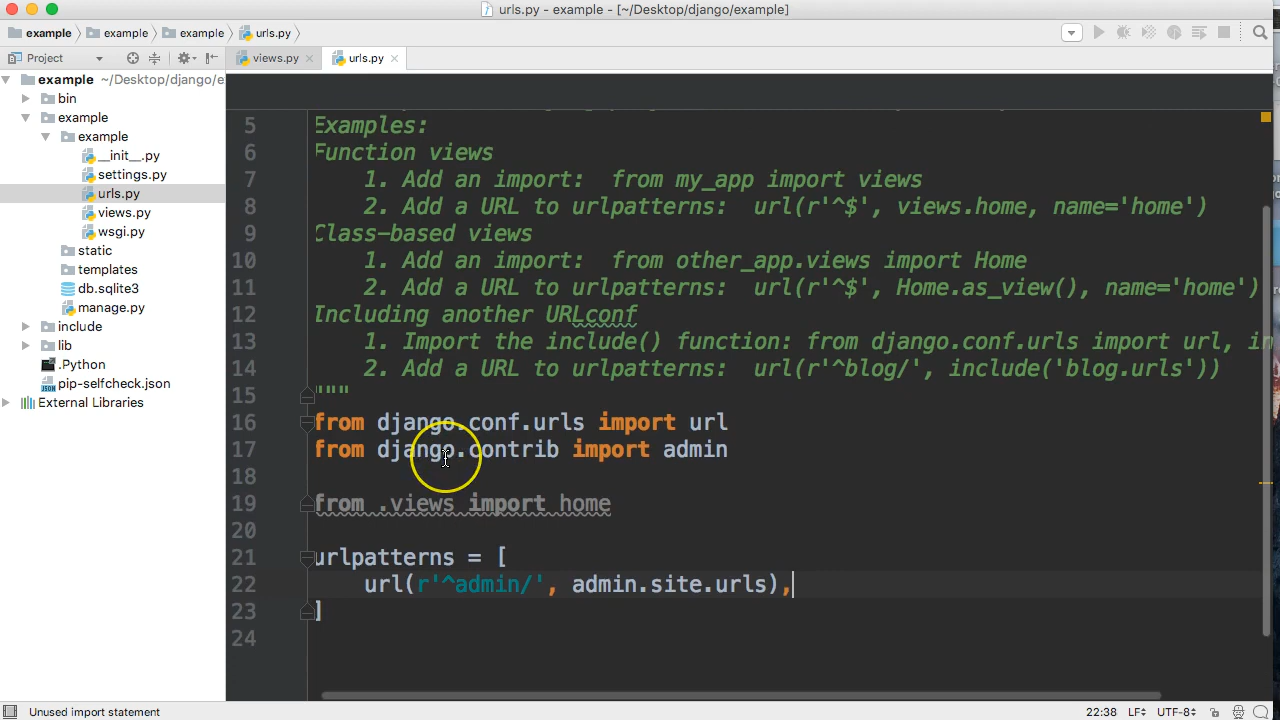 urls.py - example - [~/Desktop/django/example]
example example example urls.py
Project views.py urls.py
example ~/Desktop/django/e
bin
example
example
__init__.py
settings.py
urls.py
views.py
wsgi.py
static
templates
db.sqlite3
manage.py
include
lib
.Python
pip-selfcheck.json
External Libraries
5 Examples:
6 Function views
7 1. Add an import:  from my_app import views
8 2. Add a URL to urlpatterns:  url(r'^$', views.home, name='home')
9 Class-based views
10 1. Add an import:  from other_app.views import Home
11 2. Add a URL to urlpatterns:  url(r'^$', Home.as_view(), name='home')
12 Including another URLconf
13 1. Import the include() function: from django.conf.urls import url, in
14 2. Add a URL to urlpatterns:  url(r'^blog/', include('blog.urls'))
15 """
16 from django.conf.urls import url
17 from django.contrib import admin
18
19 from .views import home
20
21 urlpatterns = [
22 url(r'^admin/', admin.site.urls),
23 ]
24
Unused import statement 22:38 LF UTF-8